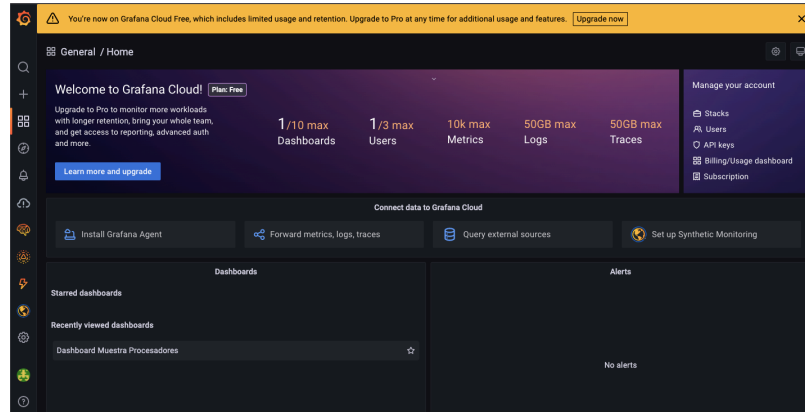 You're now on Grafana Cloud Free, which includes limited usage and retention. Upgrade to Pro at any time for additional usage and features. Upgrade now
General / Home
Welcome to Grafana Cloud! Plan: Free
Upgrade to Pro to monitor more workloads
with longer retention, bring your whole team,
and get access to reporting, advanced auth
and more.
Learn more and upgrade
1/10 max
Dashboards
1/3 max
Users
10k max
Metrics
50GB max
Logs
50GB max
Traces
Manage your account
Stacks
Users
API keys
Billing/Usage dashboard
Subscription
Connect data to Grafana Cloud
Install Grafana Agent
Forward metrics, logs, traces
Query external sources
Set up Synthetic Monitoring
Dashboards
Starred dashboards
Recently viewed dashboards
Dashboard Muestra Procesadores
Alerts
No alerts